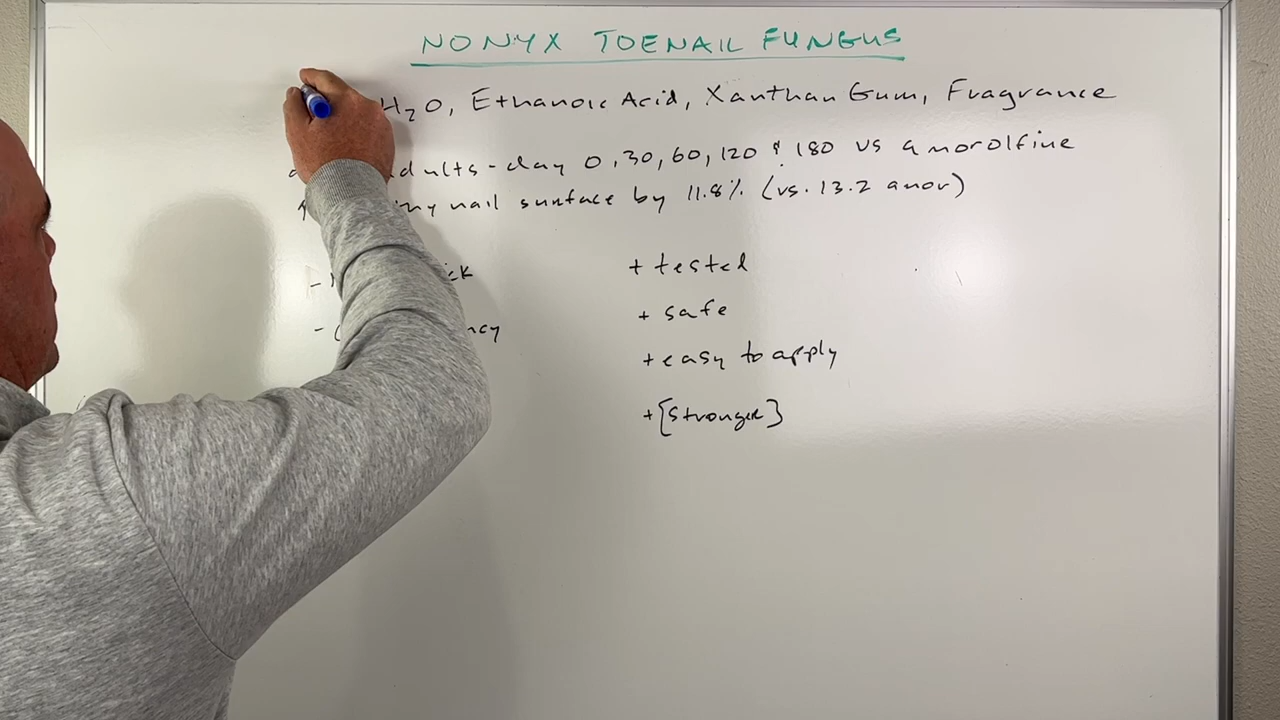 NONYX TOENAIL FUNGUS
H₂O, Ethanoic Acid, Xanthan Gum, Fragrance
dults - day 0, 30, 60, 120 & 180 vs amorolfine
nail surface by 11.8% (vs. 13.2 amor)
+ tested
+ safe
+ easy to apply
+ [Stronger]